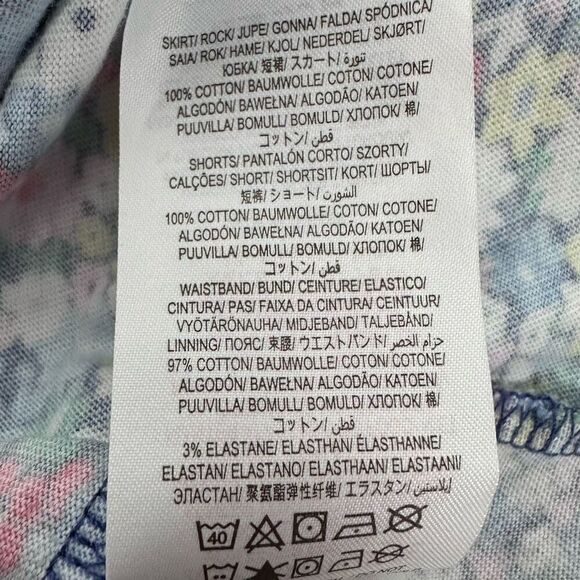 SKIRT/ ROCK/ JUPE/ GONNA/ FALDA/ SPÓDNICA/
SAIA/ ROK/ HAME/ KJOL/ NEDERDEL/ SKJØRT/
ЮБКА/ 短裙/ スカート/ تنورة/
100% COTTON/ BAUMWOLLE/ COTON/ COTONE/
ALGODÓN/ BAWEŁNA/ ALGODÃO/ KATOEN/
PUUVILLA/ BOMULL/ BOMULD/ ХЛОПОК/ 棉/
コットン/ قطن/
SHORTS/ PANTALÓN CORTO/ SZORTY/
CALÇÕES/ SHORT/ SHORTSIT/ KORT/ ШОРТЫ/
短裤/ ショート/ الشورت/
100% COTTON/ BAUMWOLLE/ COTON/ COTONE/
ALGODÓN/ BAWEŁNA/ ALGODÃO/ KATOEN/
PUUVILLA/ BOMULL/ BOMULD/ ХЛОПОК/ 棉/
コットン/ قطن/
WAISTBAND/ BUND/ CEINTURE/ ELASTICO/
CINTURA/ PAS/ FAIXA DA CINTURA/ CEINTUUR/
VYÖTÄRÖNAUHA/ MIDJEBAND/ TALJEBÅND/
LINNING/ ПОЯС/ 束腰/ ウエストバンド/ حزام الخصر/
97% COTTON/ BAUMWOLLE/ COTON/ COTONE/
ALGODÓN/ BAWEŁNA/ ALGODÃO/ KATOEN/
PUUVILLA/ BOMULL/ BOMULD/ ХЛОПОК/ 棉/
コットン/ قطن/
3% ELASTANE/ ELASTHAN/ ÉLASTHANNE/
ELASTAN/ ELASTANO/ ELASTHAAN/ ELASTAANI/
ЭЛАСТАН/ 聚氨酯弹性纤维/ エラスタン/ إيلاستين/
40
NOT